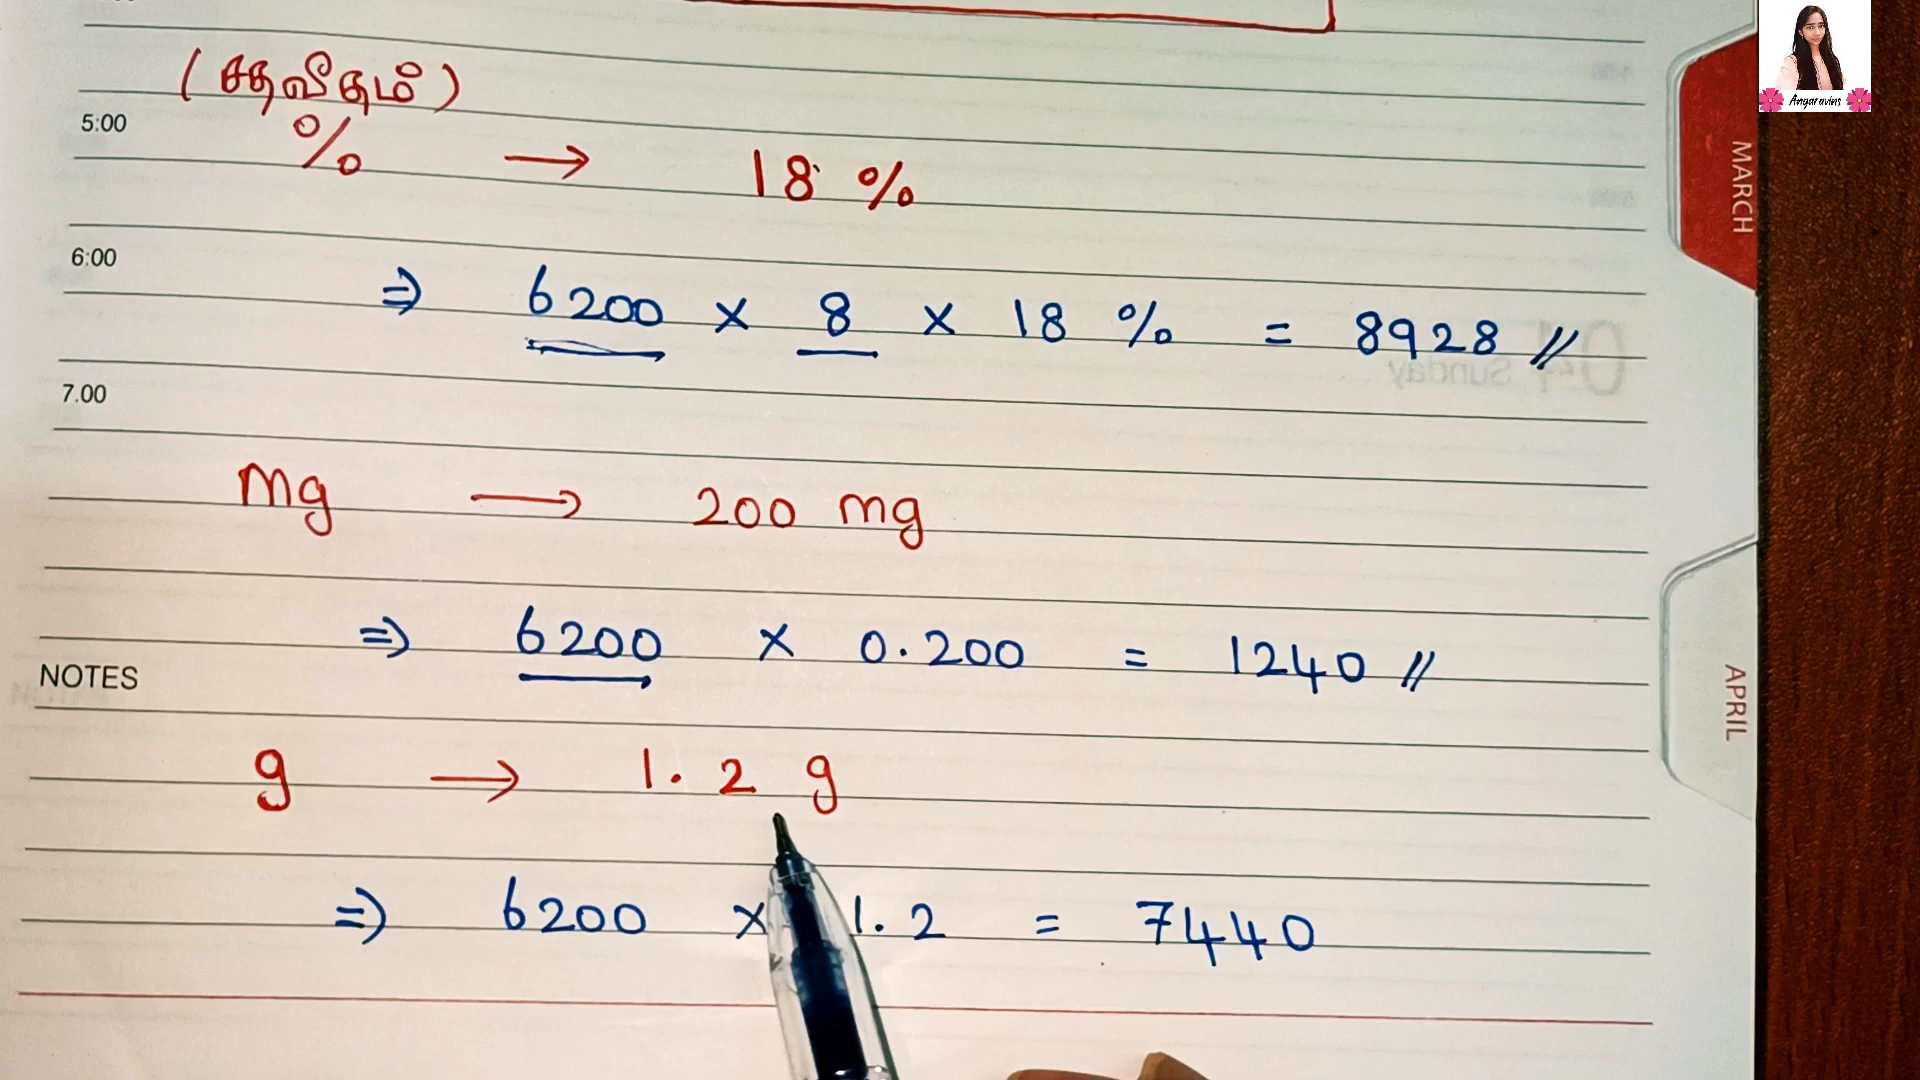 (சதவீதம்)
5:00
% → 18 %
6:00
⇒ 6200 × 8 × 18 % = 8928 //
7.00
Mg → 200 mg
⇒ 6200 × 0.200 = 1240 //
NOTES
g → 1.2 g
⇒ 6200 × 1.2 = 7440
MARCH
APRIL
Angaravins
Sunday
04